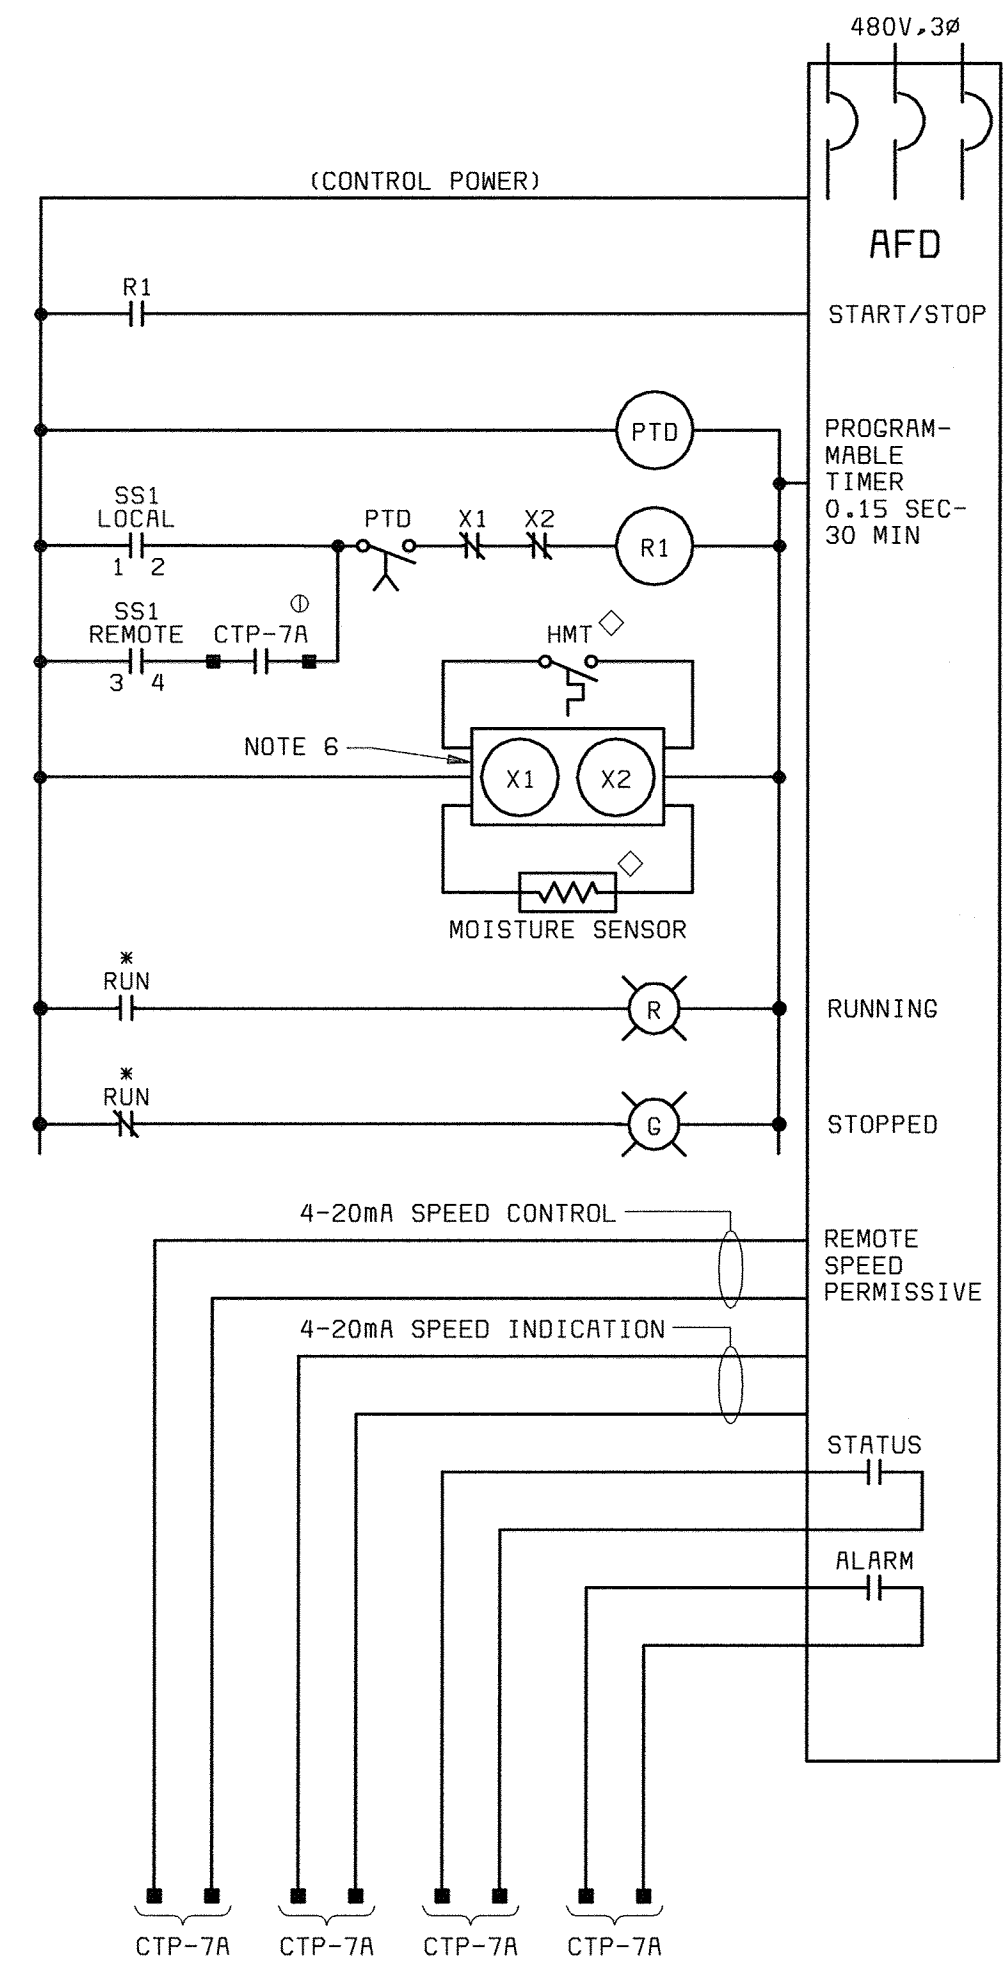 480V,3Ø
(CONTROL POWER)
AFD
R1
START/STOP
PTD
PROGRAM-
MABLE
TIMER
0.15 SEC-
30 MIN
SS1
LOCAL
1 2
PTD
X1
X2
R1
SS1
REMOTE
3 4
CTP-7A
HMT
NOTE 6
X1
X2
MOISTURE SENSOR
*
RUN
R
RUNNING
*
RUN
G
STOPPED
4-20mA SPEED CONTROL
REMOTE
SPEED
PERMISSIVE
4-20mA SPEED INDICATION
STATUS
ALARM
CTP-7A
CTP-7A
CTP-7A
CTP-7A